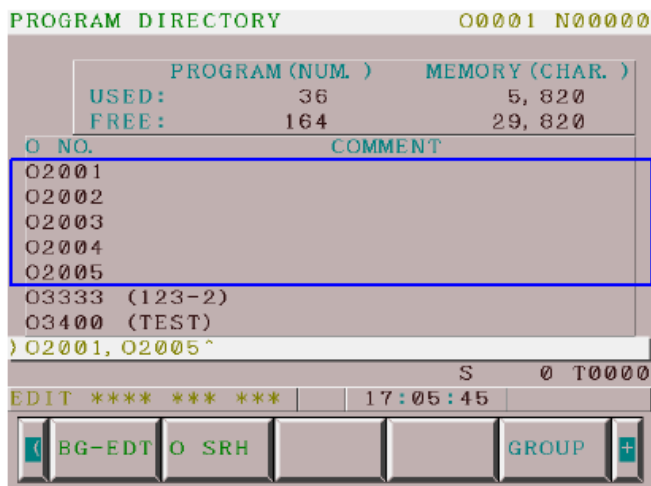 PROGRAM DIRECTORY O0001 N00000
PROGRAM(NUM. ) MEMORY(CHAR. )
USED: 36 5,820
FREE: 164 29,820
O NO. COMMENT
O2001
O2002
O2003
O2004
O2005
O3333 (123-2)
O3400 (TEST)
)O2001,O2005^
S 0 T0000
EDIT **** *** *** 17:05:45
( BG-EDT O SRH GROUP +